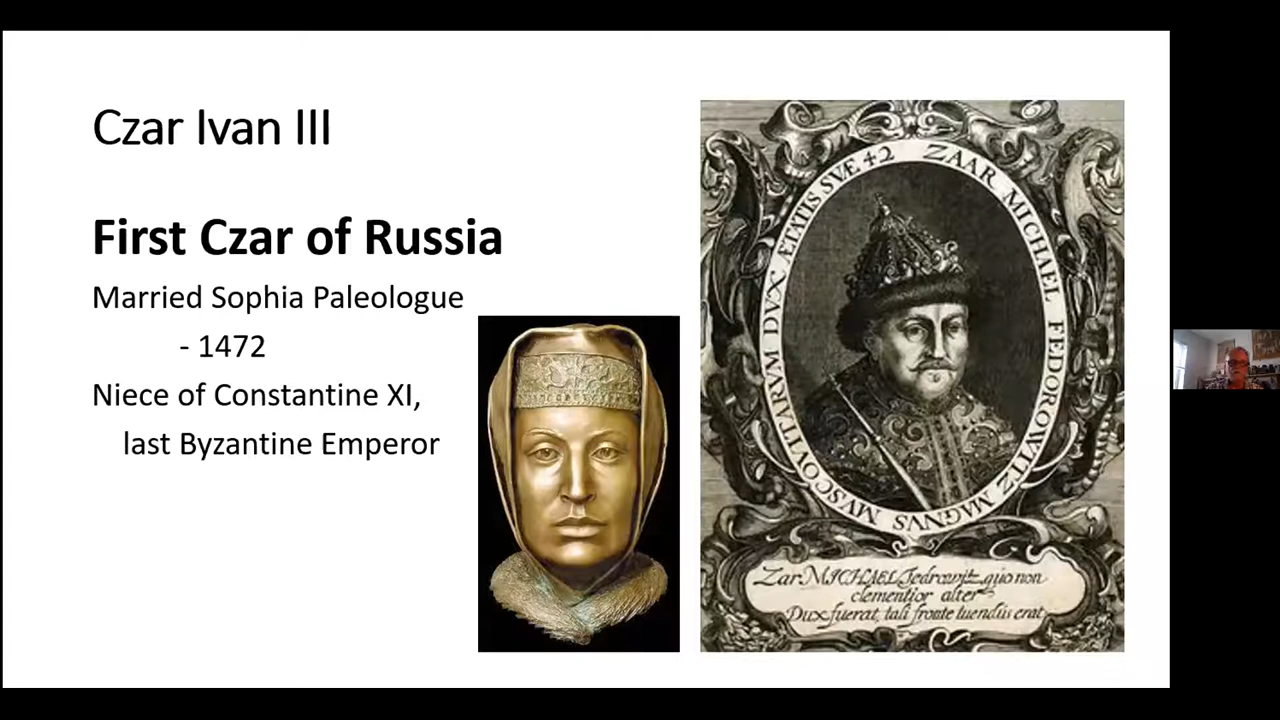 Czar Ivan III
First Czar of Russia
Married Sophia Paleologue
- 1472
Niece of Constantine XI,
last Byzantine Emperor
ZAAR MICHAEL FEDOROWITZ MAGNVS MVSCOVITARVM DVX ÆTATIS SVÆ 42
Zar MICHAEL Fedrowitz, quo non
clementior alter
Dux fuerat, tali fronte tuendus erat